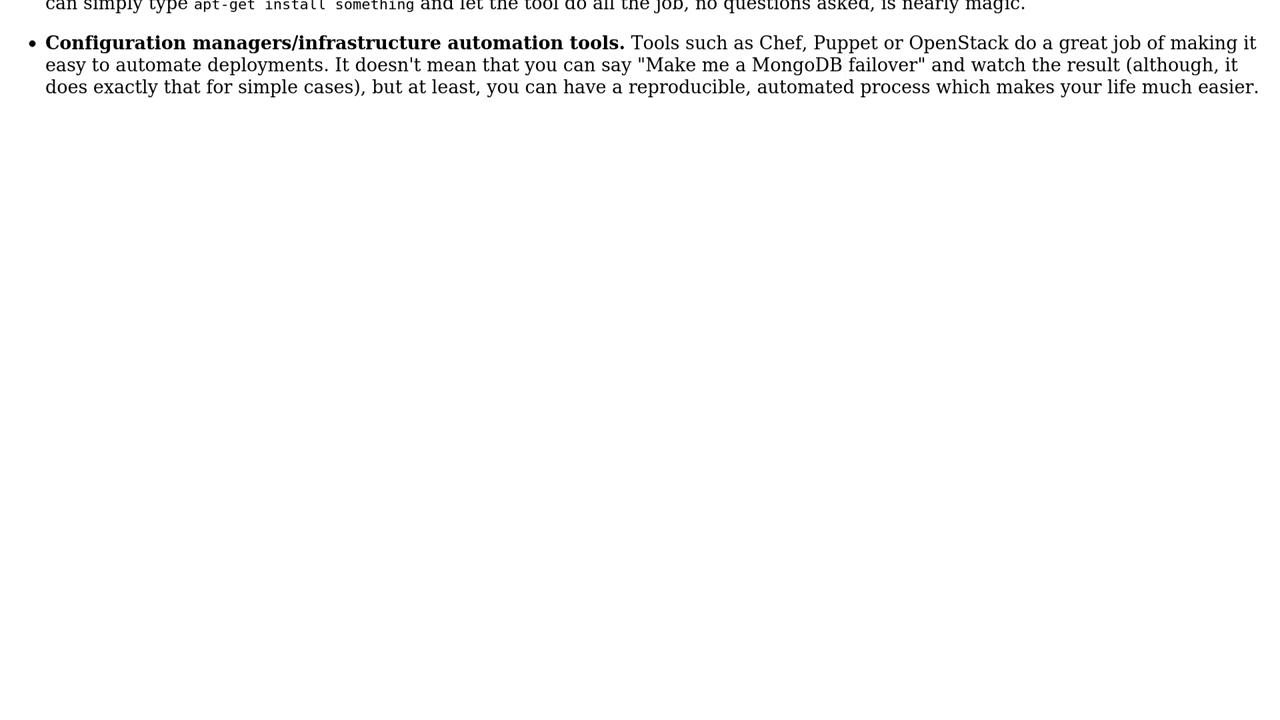 can simply type apt-get install something and let the tool do all the job, no questions asked, is nearly magic.
• Configuration managers/infrastructure automation tools. Tools such as Chef, Puppet or OpenStack do a great job of making it
easy to automate deployments. It doesn't mean that you can say "Make me a MongoDB failover" and watch the result (although, it
does exactly that for simple cases), but at least, you can have a reproducible, automated process which makes your life much easier.